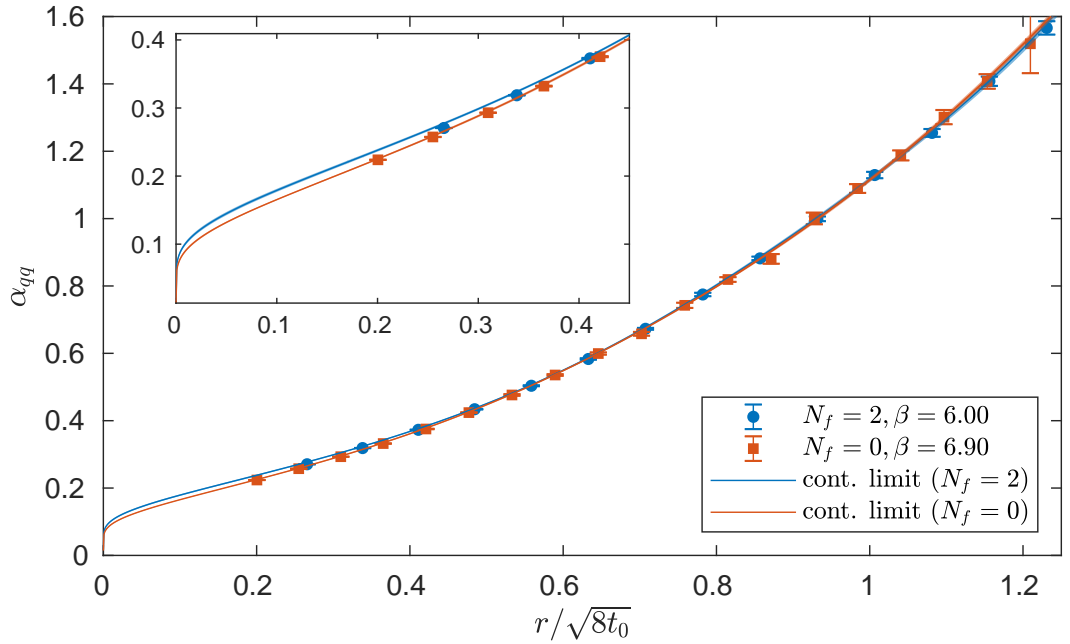 1.6
1.4
1.2
1
0.8
0.6
0.4
0.2
0
α_qq
0.4
0.3
0.2
0.1
0 0.2 0.3 0.4
N_f = 2, β = 6.00
N_f = 0, β = 6.90
cont. limit (N_f = 2)
cont. limit (N_f = 0)
0 0.2 0.4 0.6 0.8 1 1.2
r/√8t_0